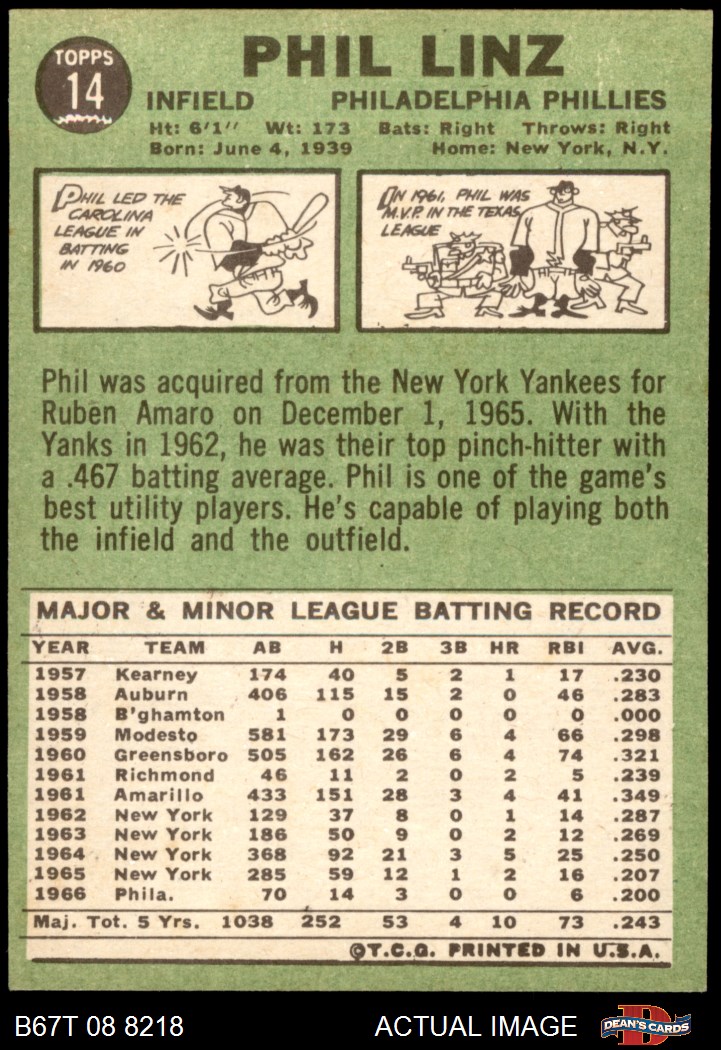 TOPPS
14
PHIL LINZ
INFIELD PHILADELPHIA PHILLIES
Ht: 6'1" Wt: 173 Bats: Right Throws: Right
Born: June 4, 1939 Home: New York, N.Y.
PHIL LED THE
CAROLINA
LEAGUE IN
BATTING
IN 1960
IN 1961, PHIL WAS
M.V.P. IN THE TEXAS
LEAGUE
Phil was acquired from the New York Yankees for
Ruben Amaro on December 1, 1965. With the
Yanks in 1962, he was their top pinch-hitter with
a .467 batting average. Phil is one of the game's
best utility players. He's capable of playing both
the infield and the outfield.
MAJOR & MINOR LEAGUE BATTING RECORD
YEAR TEAM AB H 2B 3B HR RBI AVG.
1957 Kearney 174 40 5 2 1 17 .230
1958 Auburn 406 115 15 2 0 46 .283
1958 B'ghamton 1 0 0 0 0 0 .000
1959 Modesto 581 173 29 6 4 66 .298
1960 Greensboro 505 162 26 6 4 74 .321
1961 Richmond 46 11 2 0 2 5 .239
1961 Amarillo 433 151 28 3 4 41 .349
1962 New York 129 37 8 0 1 14 .287
1963 New York 186 50 9 0 2 12 .269
1964 New York 368 92 21 3 5 25 .250
1965 New York 285 59 12 1 2 16 .207
1966 Phila. 70 14 3 0 0 6 .200
Maj. Tot. 5 Yrs. 1038 252 53 4 10 73 .243
©T.C.G. PRINTED IN U.S.A.
B67T 08 8218 ACTUAL IMAGE DEAN'S CARDS